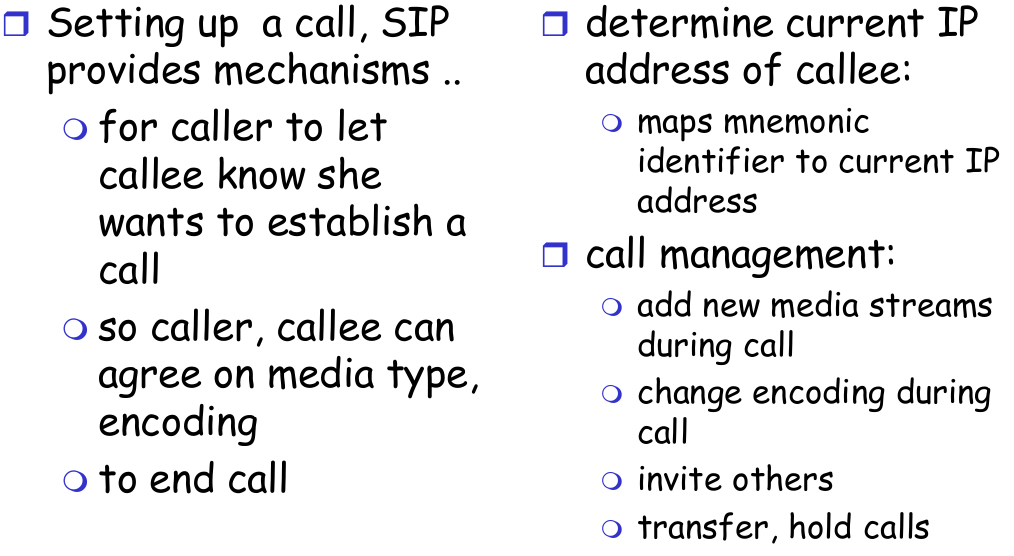 Setting up a call, SIP
provides mechanisms ..
for caller to let
callee know she
wants to establish a
call
so caller, callee can
agree on media type,
encoding
to end call
determine current IP
address of callee:
maps mnemonic
identifier to current IP
address
call management:
add new media streams
during call
change encoding during
call
invite others
transfer, hold calls